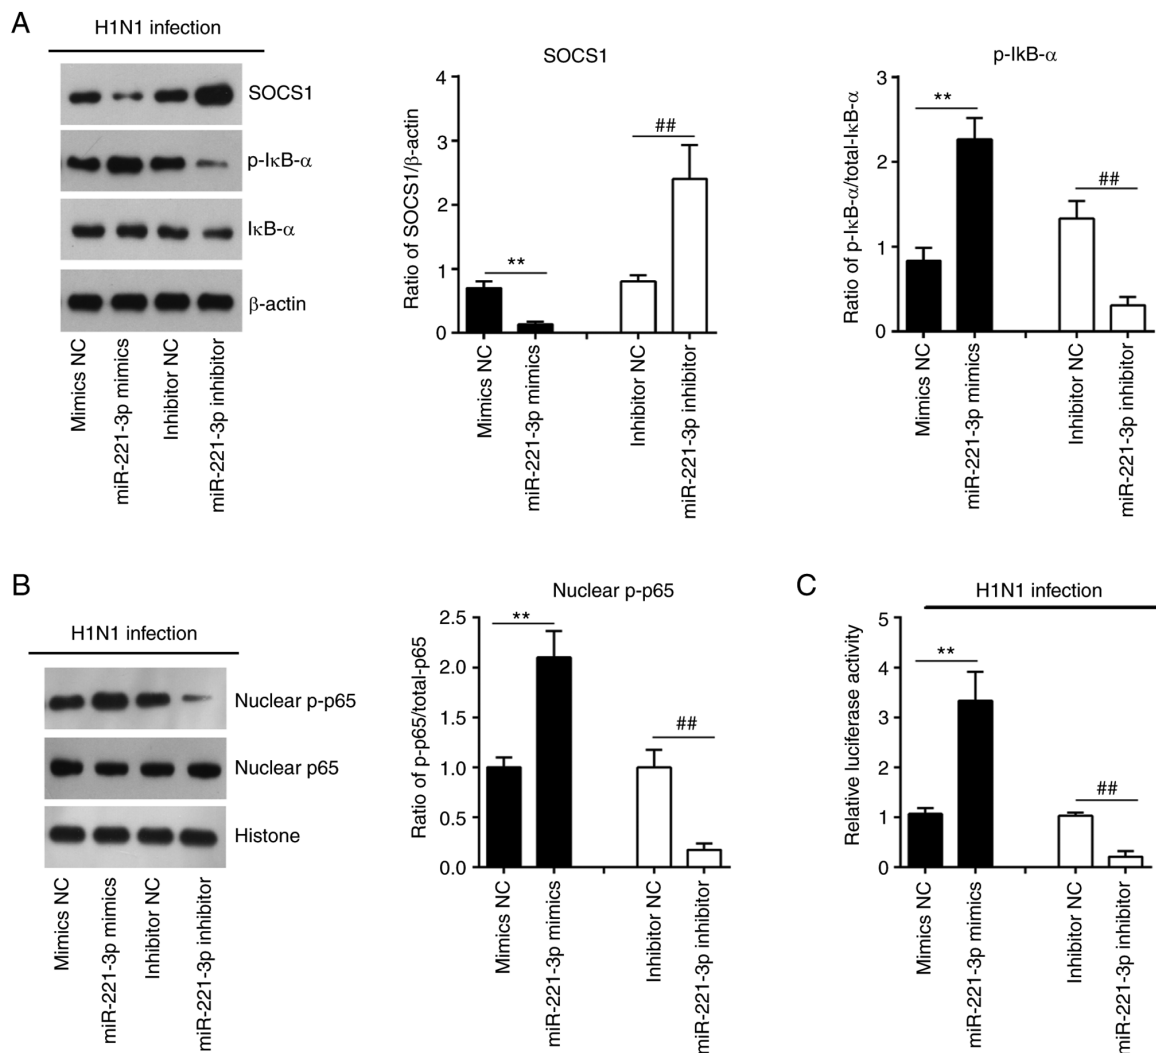 A
H1N1 infection
SOCS1
p-IκB-α
IκB-α
β-actin
Mimics NC
miR-221-3p mimics
Inhibitor NC
miR-221-3p inhibitor
SOCS1
Ratio of SOCS1/β-actin
4
3
2
1
0
**
##
Mimics NC
miR-221-3p mimics
Inhibitor NC
miR-221-3p inhibitor
p-IkB-α
Ratio of p-IκB-α/total-IκB-α
3
2
1
0
**
##
Mimics NC
miR-221-3p mimics
Inhibitor NC
miR-221-3p inhibitor
B
H1N1 infection
Nuclear p-p65
Nuclear p65
Histone
Mimics NC
miR-221-3p mimics
Inhibitor NC
miR-221-3p inhibitor
Nuclear p-p65
Ratio of p-p65/total-p65
2.5
2.0
1.5
1.0
0.5
0.0
**
##
Mimics NC
miR-221-3p mimics
Inhibitor NC
miR-221-3p inhibitor
C
H1N1 infection
Relative luciferase activity
5
4
3
2
1
0
**
##
Mimics NC
miR-221-3p mimics
Inhibitor NC
miR-221-3p inhibitor